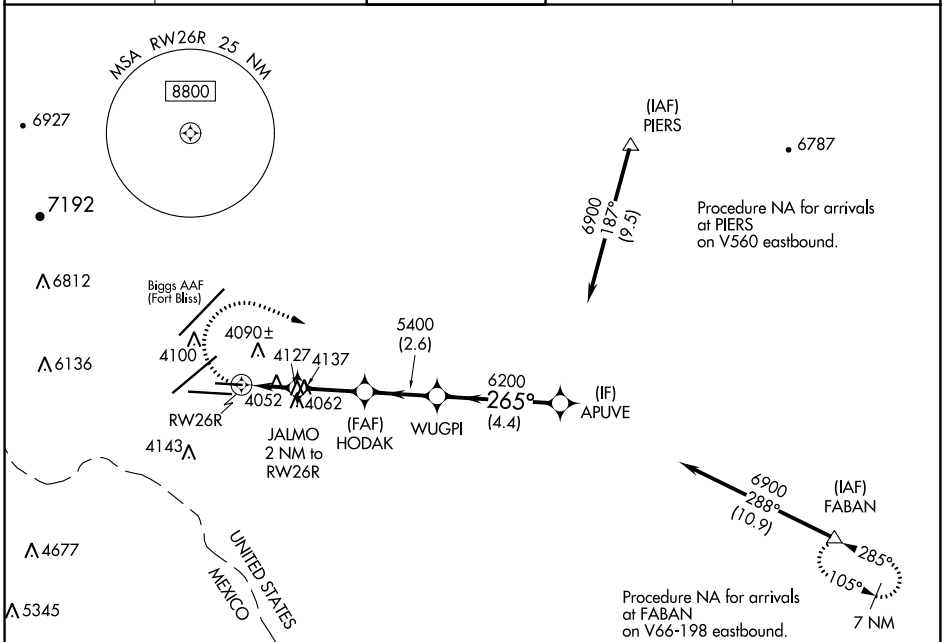 MSA RW26R 25 NM
8800
6927
7192
6812
6136
(IAF)
PIERS
6787
6900
187°
(9.5)
Procedure NA for arrivals
at PIERS
on V560 eastbound.
Biggs AAF
(Fort Bliss)
4100
4090±
4127
4137
4052
4062
5400
(2.6)
6200
265°
(4.4)
(IF)
APUVE
RW26R
JALMO
2 NM to
RW26R
(FAF)
HODAK
WUGPI
4143
6900
288°
(10.9)
(IAF)
FABAN
285°
105°
7 NM
4677
5345
UNITED STATES
MEXICO
Procedure NA for arrivals
at FABAN
on V66-198 eastbound.